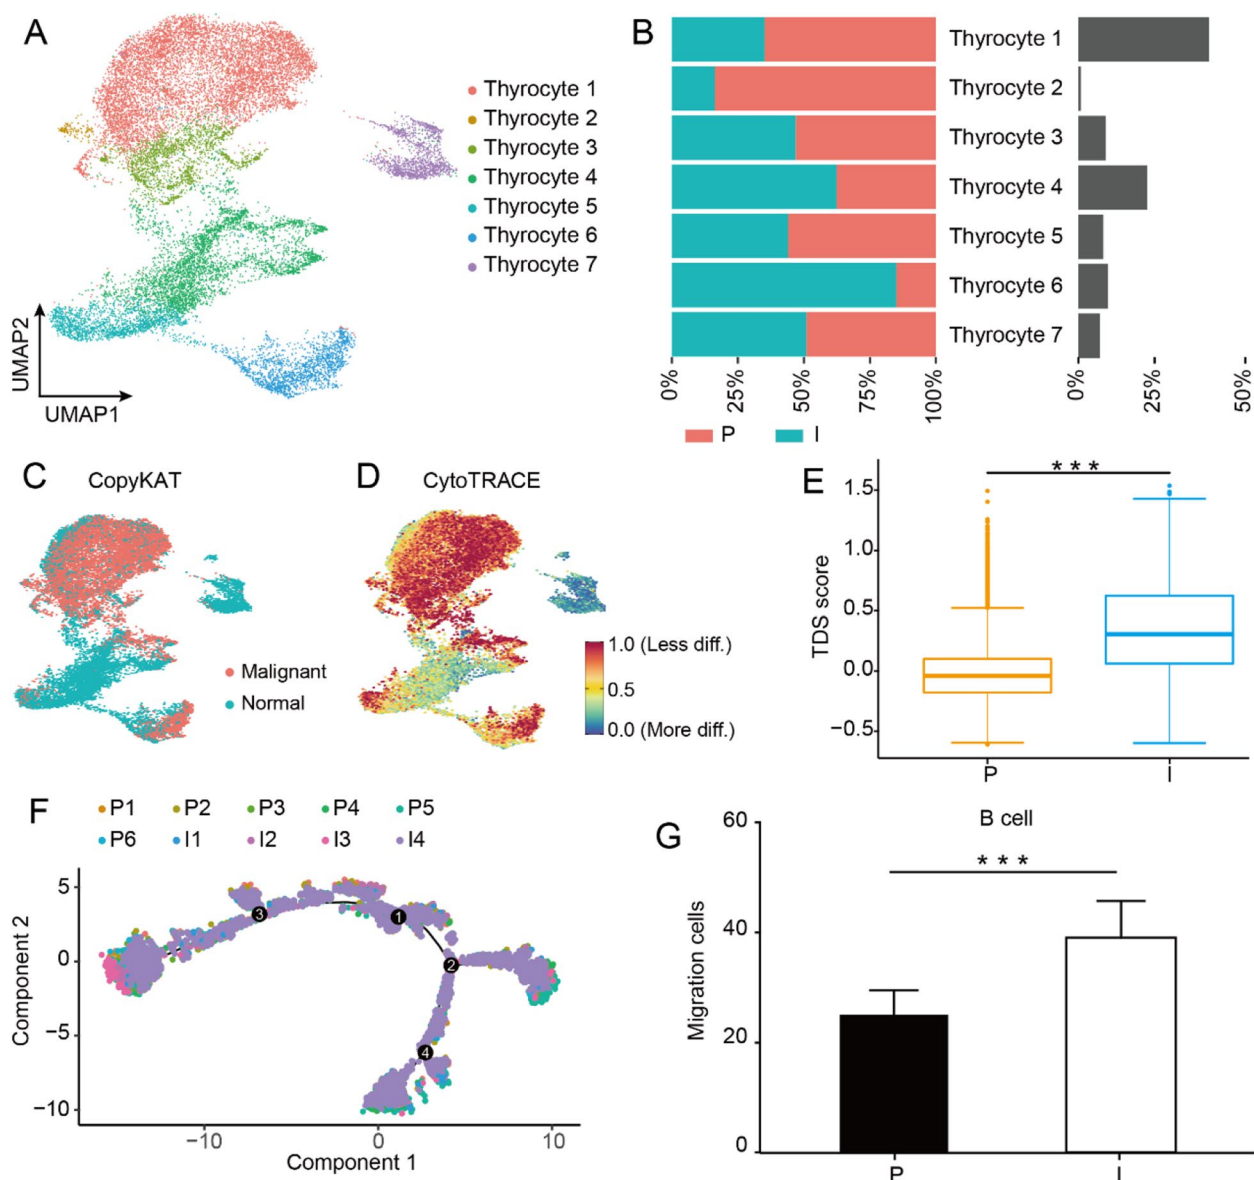 A
Thyrocyte 1
Thyrocyte 2
Thyrocyte 3
Thyrocyte 4
Thyrocyte 5
Thyrocyte 6
Thyrocyte 7
UMAP2
UMAP1
B
Thyrocyte 1
Thyrocyte 2
Thyrocyte 3
Thyrocyte 4
Thyrocyte 5
Thyrocyte 6
Thyrocyte 7
0% 25% 50% 75% 100%
0% 25% 50%
P I
C CopyKAT
Malignant
Normal
D CytoTRACE
1.0 (Less diff.)
0.5
0.0 (More diff.)
E
***
TDS score
1.5
1.0
0.5
0.0
−0.5
P I
F
P1 P2 P3 P4 P5
P6 I1 I2 I3 I4
Component 2
5
0
−5
−10
3
1
2
4
−10 0 10
Component 1
G
B cell
***
Migration cells
60
40
20
0
P I